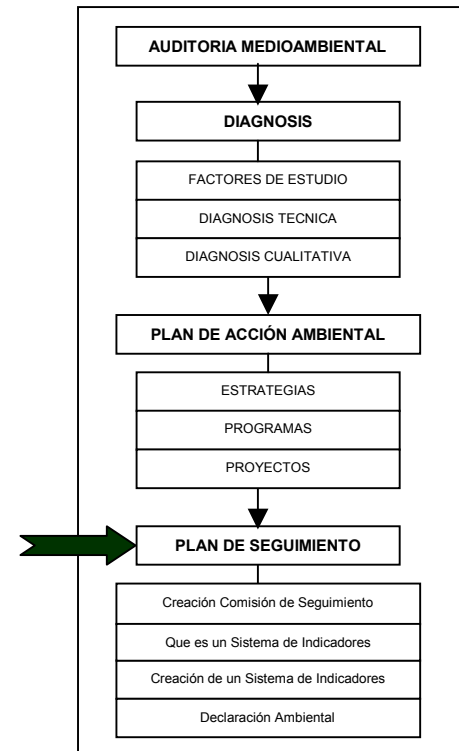 AUDITORIA MEDIOAMBIENTAL
DIAGNOSIS
FACTORES DE ESTUDIO
DIAGNOSIS TECNICA
DIAGNOSIS CUALITATIVA
PLAN DE ACCIÓN AMBIENTAL
ESTRATEGIAS
PROGRAMAS
PROYECTOS
PLAN DE SEGUIMIENTO
Creación Comisión de Seguimiento
Que es un Sistema de Indicadores
Creación de un Sistema de Indicadores
Declaración Ambiental